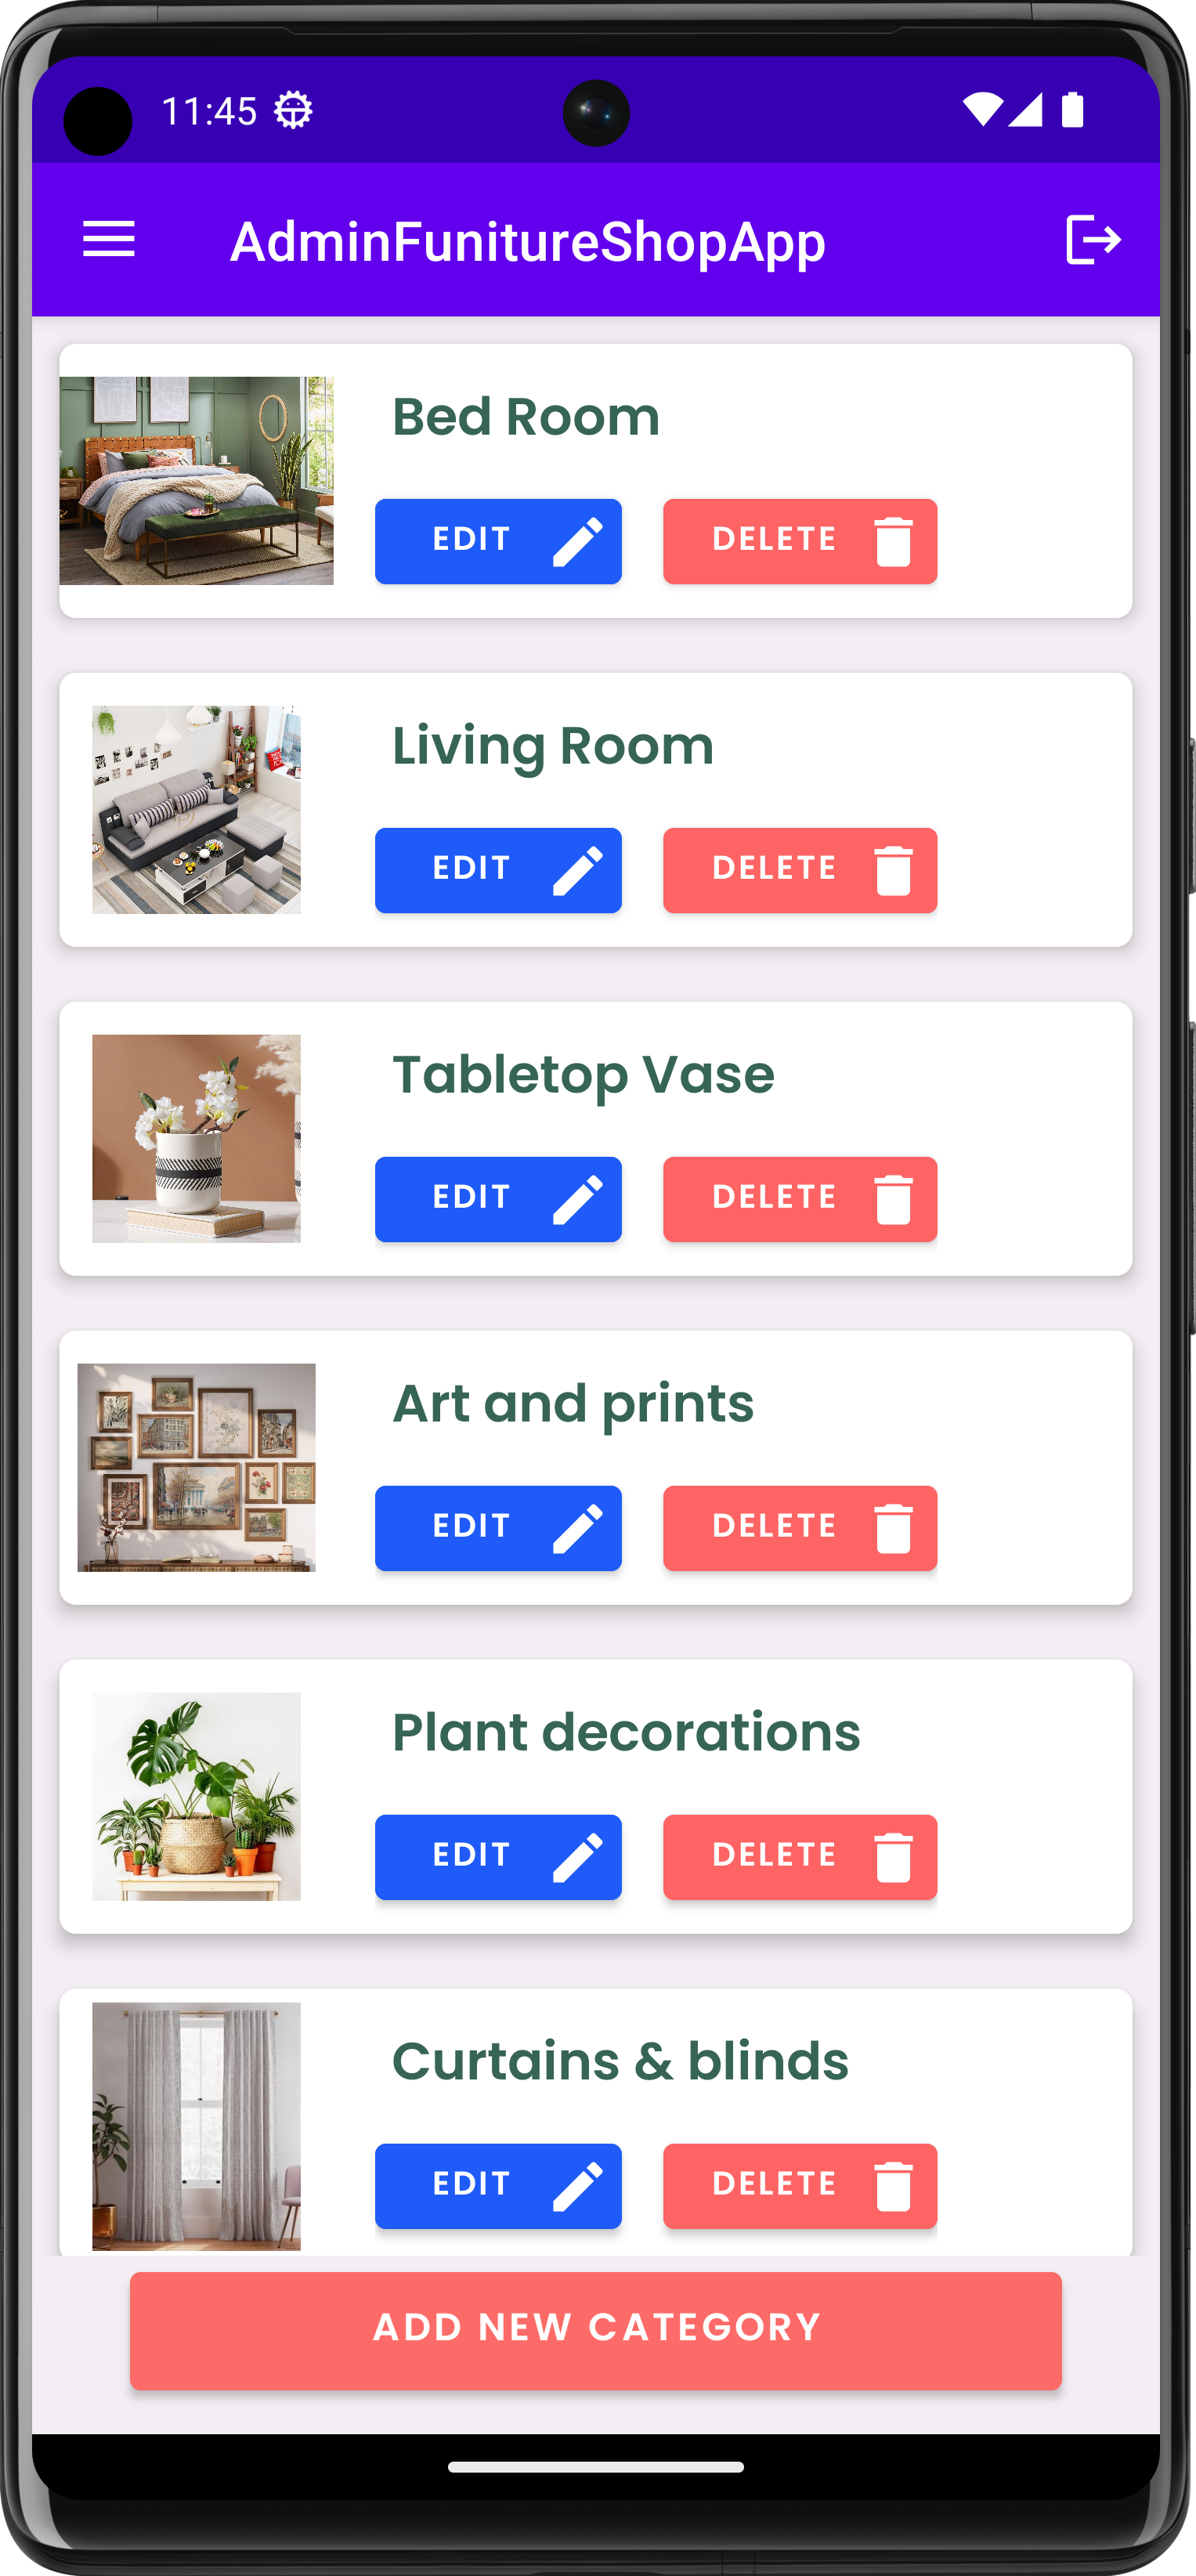 11:45
AdminFunitureShopApp
Bed Room
EDIT DELETE
Living Room
EDIT DELETE
Tabletop Vase
EDIT DELETE
Art and prints
EDIT DELETE
Plant decorations
EDIT DELETE
Curtains & blinds
EDIT DELETE
ADD NEW CATEGORY